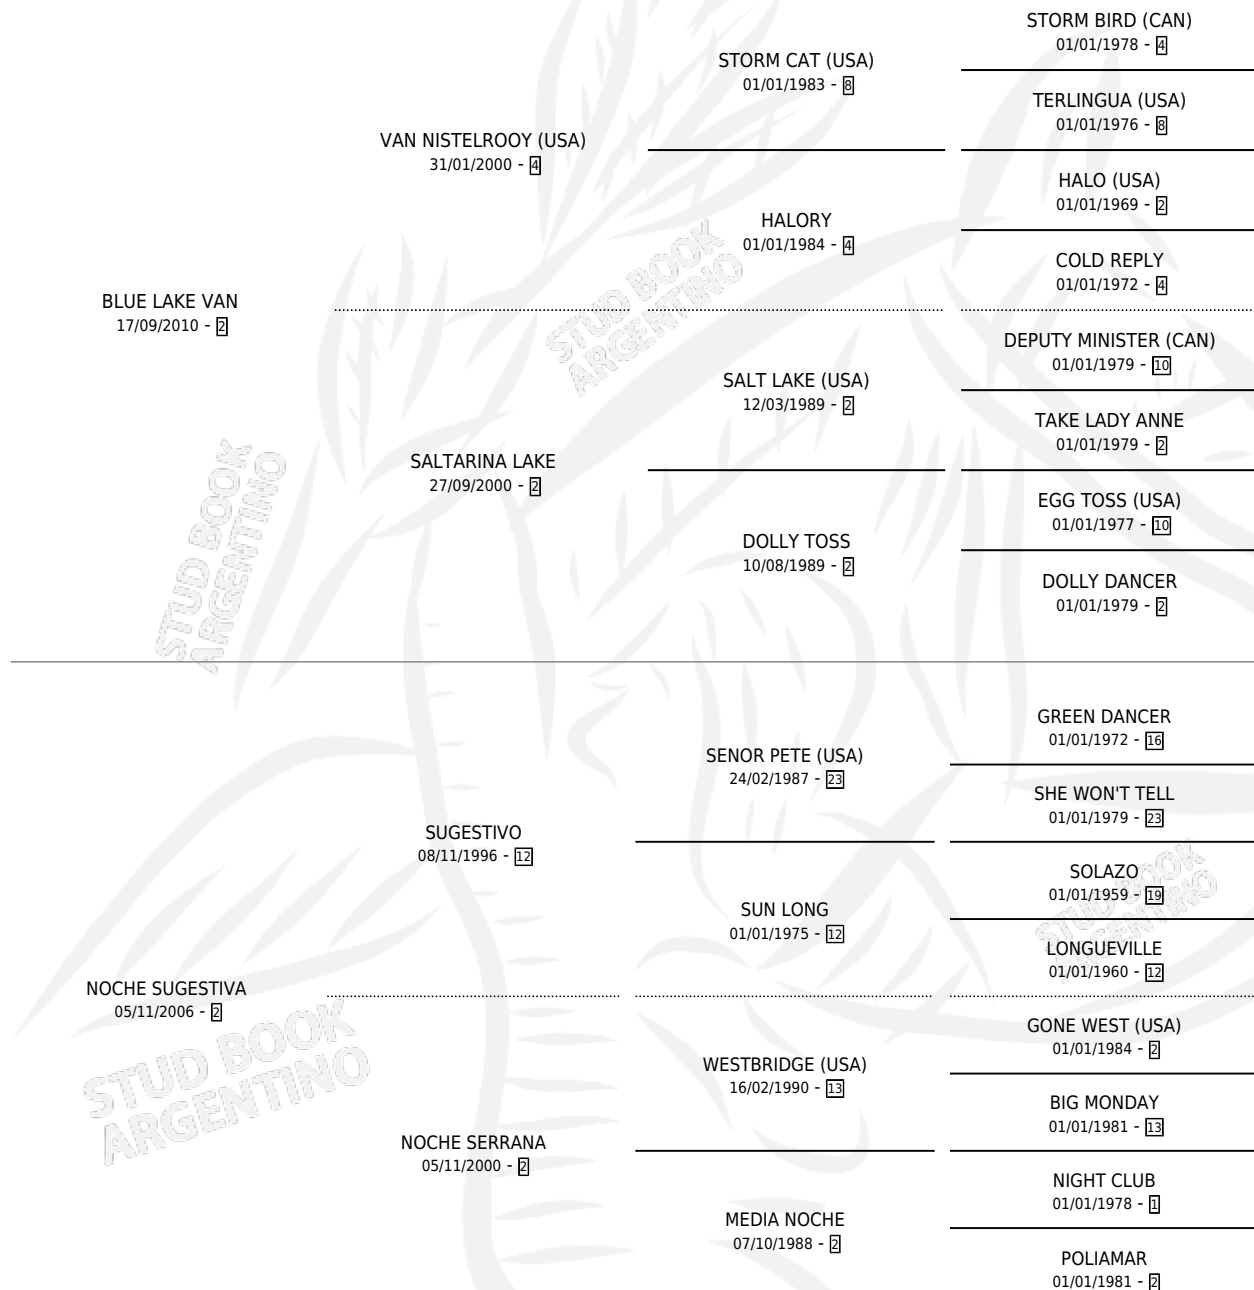 STORM BIRD (CAN)
01/01/1978 - 4
STORM CAT (USA)
01/01/1983 - 8
TERLINGUA (USA)
01/01/1976 - 8
VAN NISTELROOY (USA)
31/01/2000 - 4
HALO (USA)
01/01/1969 - 2
HALORY
01/01/1984 - 4
COLD REPLY
01/01/1972 - 4
BLUE LAKE VAN
17/09/2010 - 2
DEPUTY MINISTER (CAN)
01/01/1979 - 10
SALT LAKE (USA)
12/03/1989 - 2
TAKE LADY ANNE
01/01/1979 - 2
SALTARINA LAKE
27/09/2000 - 2
EGG TOSS (USA)
01/01/1977 - 10
DOLLY TOSS
10/08/1989 - 2
DOLLY DANCER
01/01/1979 - 2
GREEN DANCER
01/01/1972 - 16
SENOR PETE (USA)
24/02/1987 - 23
SHE WON'T TELL
01/01/1979 - 23
SUGESTIVO
08/11/1996 - 12
SOLAZO
01/01/1959 - 19
SUN LONG
01/01/1975 - 12
LONGUEVILLE
01/01/1960 - 12
NOCHE SUGESTIVA
05/11/2006 - 2
GONE WEST (USA)
01/01/1984 - 2
WESTBRIDGE (USA)
16/02/1990 - 13
BIG MONDAY
01/01/1981 - 13
NOCHE SERRANA
05/11/2000 - 2
NIGHT CLUB
01/01/1978 - 1
MEDIA NOCHE
07/10/1988 - 2
POLIAMAR
01/01/1981 - 2
STUD BOOK
ARGENTINO
STUD BOOK
ARGENTINO
STUD BOOK
ARGENTINO
STUD BOOK
ARGENTINO